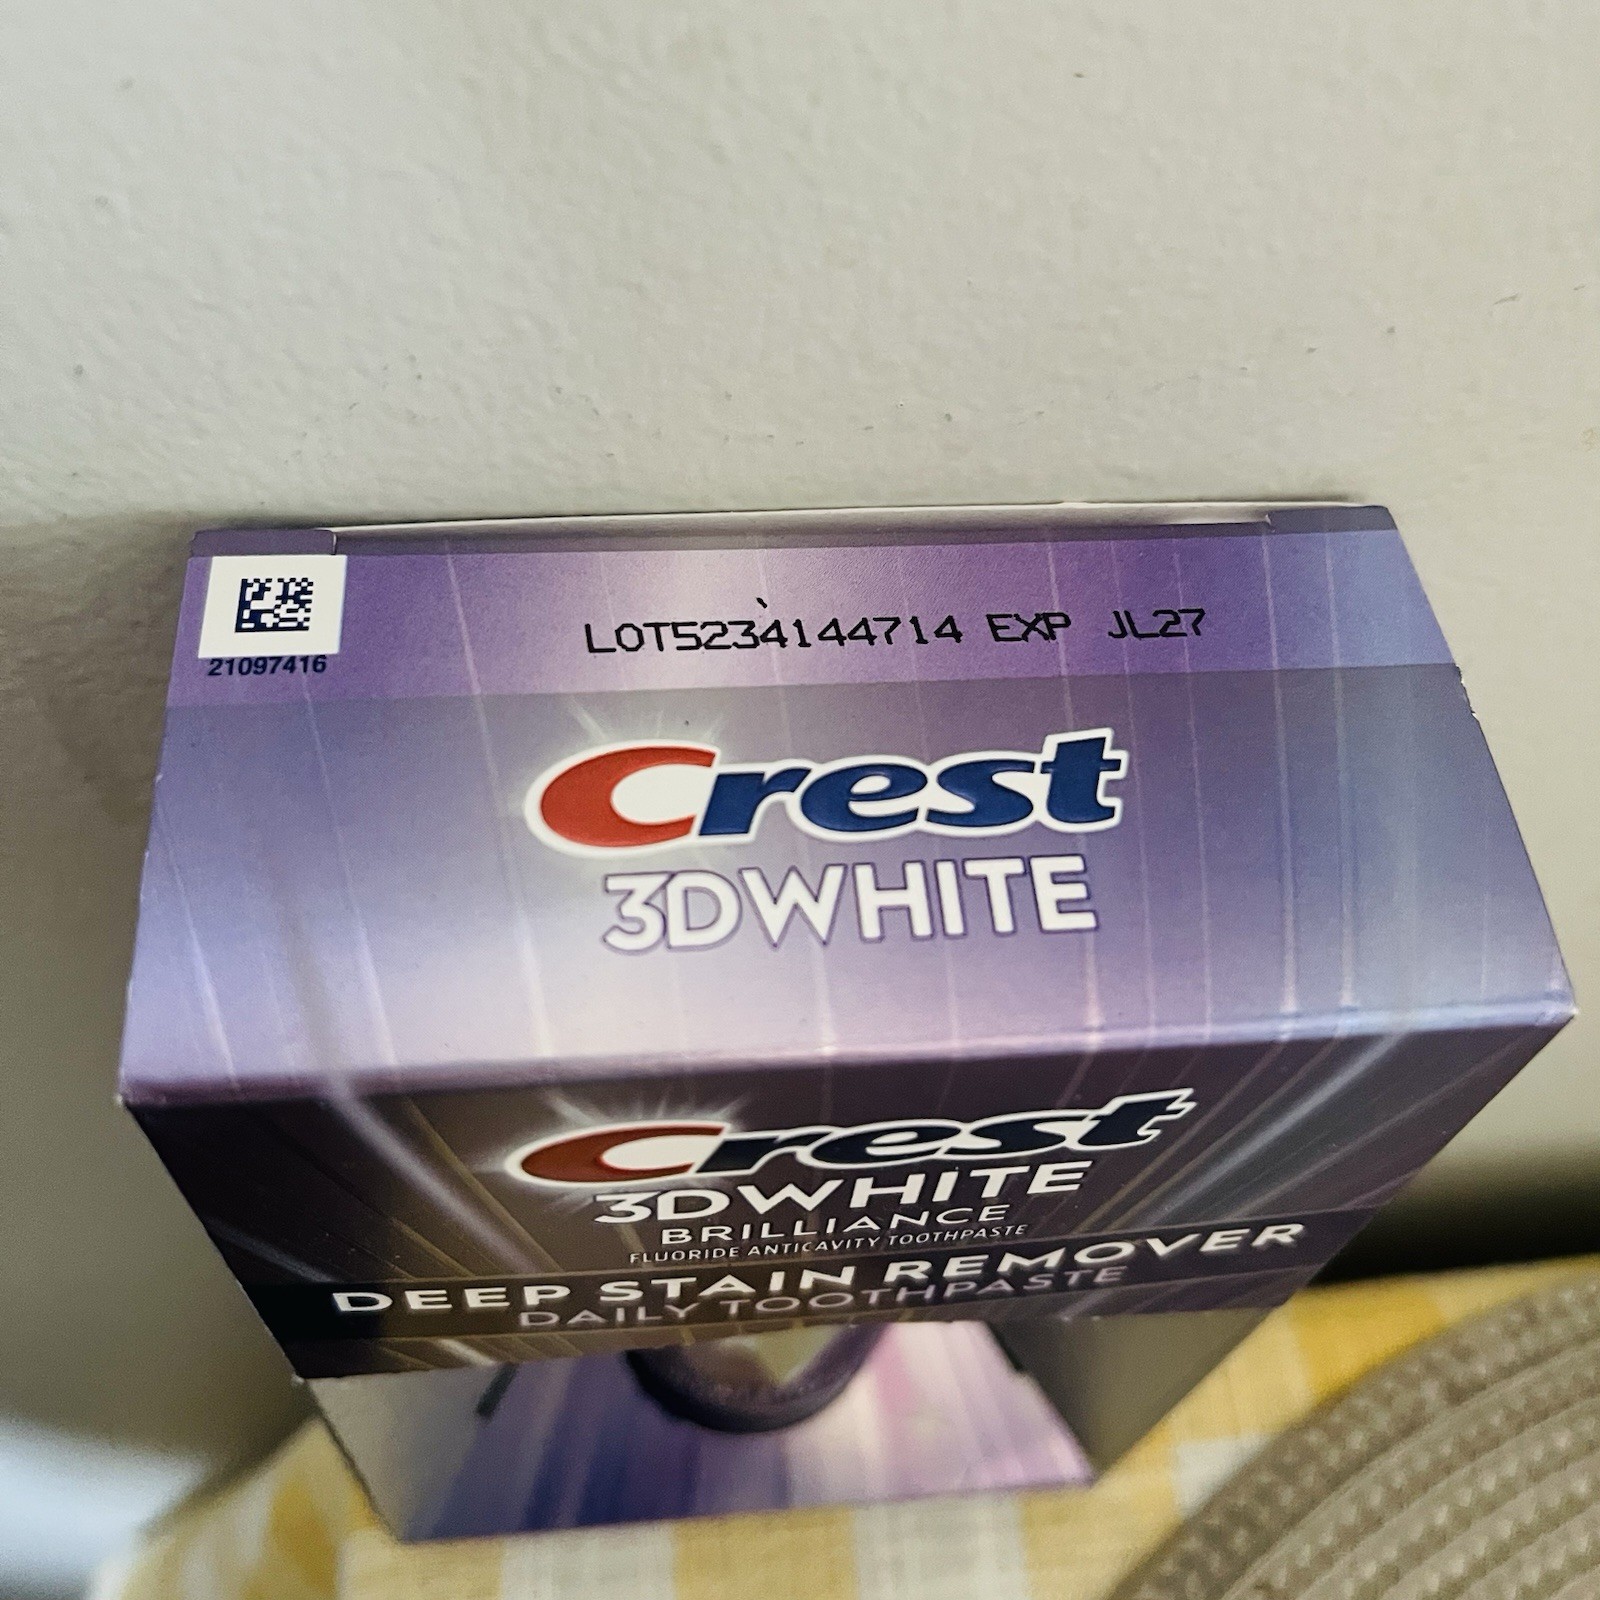 LOT5234144714 EXP JL27
21097416
Crest
3DWHITE
Crest
3DWHITE
BRILLIANCE
FLUORIDE ANTICAVITY TOOTHPASTE
DEEP STAIN REMOVER
DAILY TOOTHPASTE